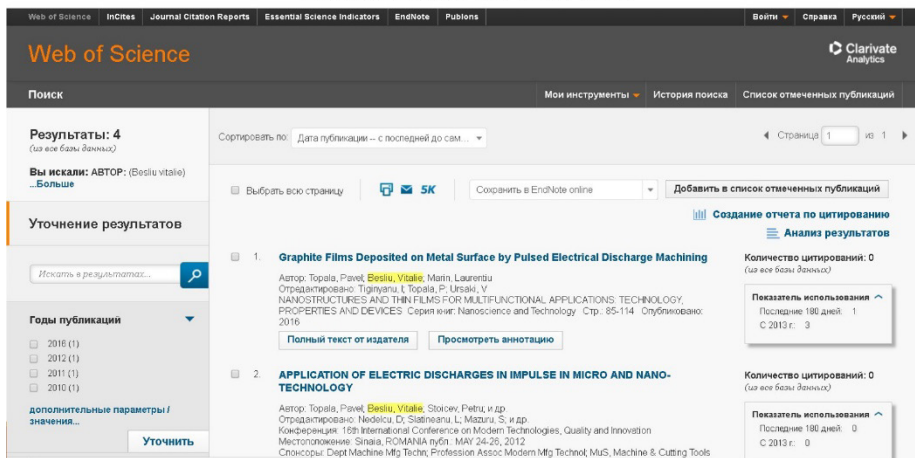 Web of Science InCites Journal Citation Reports Essential Science Indicators EndNote Publons Войти Справка Русский
Web of Science
Clarivate
Analytics
Поиск Мои инструменты История поиска Список отмеченных публикаций
Результаты: 4
(из все базы данных)
Вы искали: АВТОР: (Besliu vitalie)
...Больше
Уточнение результатов
Искать в результатах...
Годы публикаций
2016 (1)
2012 (1)
2011 (1)
2010 (1)
дополнительные параметры /
значения...
Уточнить
Сортировать по: Дата публикации -- с последней до сам...
Страница 1 из 1
Выбрать всю страницу 5K Сохранить в EndNote online Добавить в список отмеченных публикаций
Создание отчета по цитированию
Анализ результатов
1. Graphite Films Deposited on Metal Surface by Pulsed Electrical Discharge Machining
Автор: Topala, Pavel; Besliu, Vitalie; Marin, Laurentiu
Отредактировано: Tiginyanu, I; Topala, P; Ursaki, V
NANOSTRUCTURES AND THIN FILMS FOR MULTIFUNCTIONAL APPLICATIONS: TECHNOLOGY,
PROPERTIES AND DEVICES Серия книг: Nanoscience and Technology Стр.: 85-114 Опубликовано:
2016
Полный текст от издателя Просмотреть аннотацию
Количество цитирований: 0
(из все базы данных)
Показатель использования
Последние 180 дней: 1
С 2013 г.: 3
2. APPLICATION OF ELECTRIC DISCHARGES IN IMPULSE IN MICRO AND NANO-
TECHNOLOGY
Автор: Topala, Pavel; Besliu, Vitalie; Stoicev, Petru; и др.
Отредактировано: Nedelcu, D; Slatineanu, L; Mazuru, S; и др.
Конференция: 16th International Conference on Modern Technologies, Quality and Innovation
Местоположение: Sinaia, ROMANIA публ.: MAY 24-26, 2012
Спонсоры: Dept Machine Mfg Techn; Profession Assoc Modern Mfg Technol; MuS, Machine & Cutting Tools
Количество цитирований: 0
(из все базы данных)
Показатель использования
Последние 180 дней: 0
С 2013 г.: 0